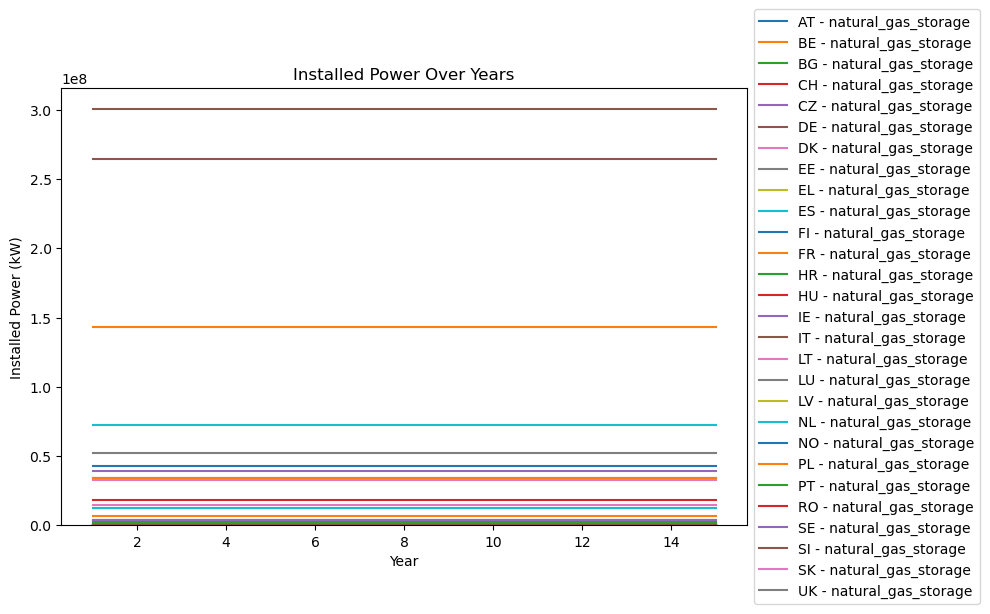 Installed Power Over Years
1e8
3.0
2.5
2.0
1.5
1.0
0.5
0.0
Installed Power (kW)
2 4 6 8 10 12 14
Year
AT - natural_gas_storage
BE - natural_gas_storage
BG - natural_gas_storage
CH - natural_gas_storage
CZ - natural_gas_storage
DE - natural_gas_storage
DK - natural_gas_storage
EE - natural_gas_storage
EL - natural_gas_storage
ES - natural_gas_storage
FI - natural_gas_storage
FR - natural_gas_storage
HR - natural_gas_storage
HU - natural_gas_storage
IE - natural_gas_storage
IT - natural_gas_storage
LT - natural_gas_storage
LU - natural_gas_storage
LV - natural_gas_storage
NL - natural_gas_storage
NO - natural_gas_storage
PL - natural_gas_storage
PT - natural_gas_storage
RO - natural_gas_storage
SE - natural_gas_storage
SI - natural_gas_storage
SK - natural_gas_storage
UK - natural_gas_storage